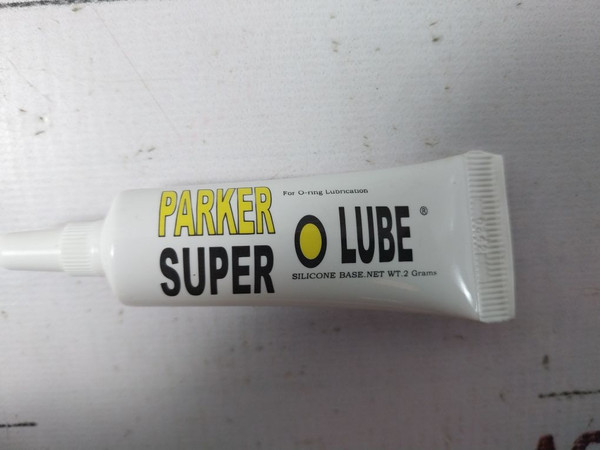 PARKER
SUPER
For O-ring Lubrication
O LUBE ®
SILICONE BASE.NET WT.2 Grams